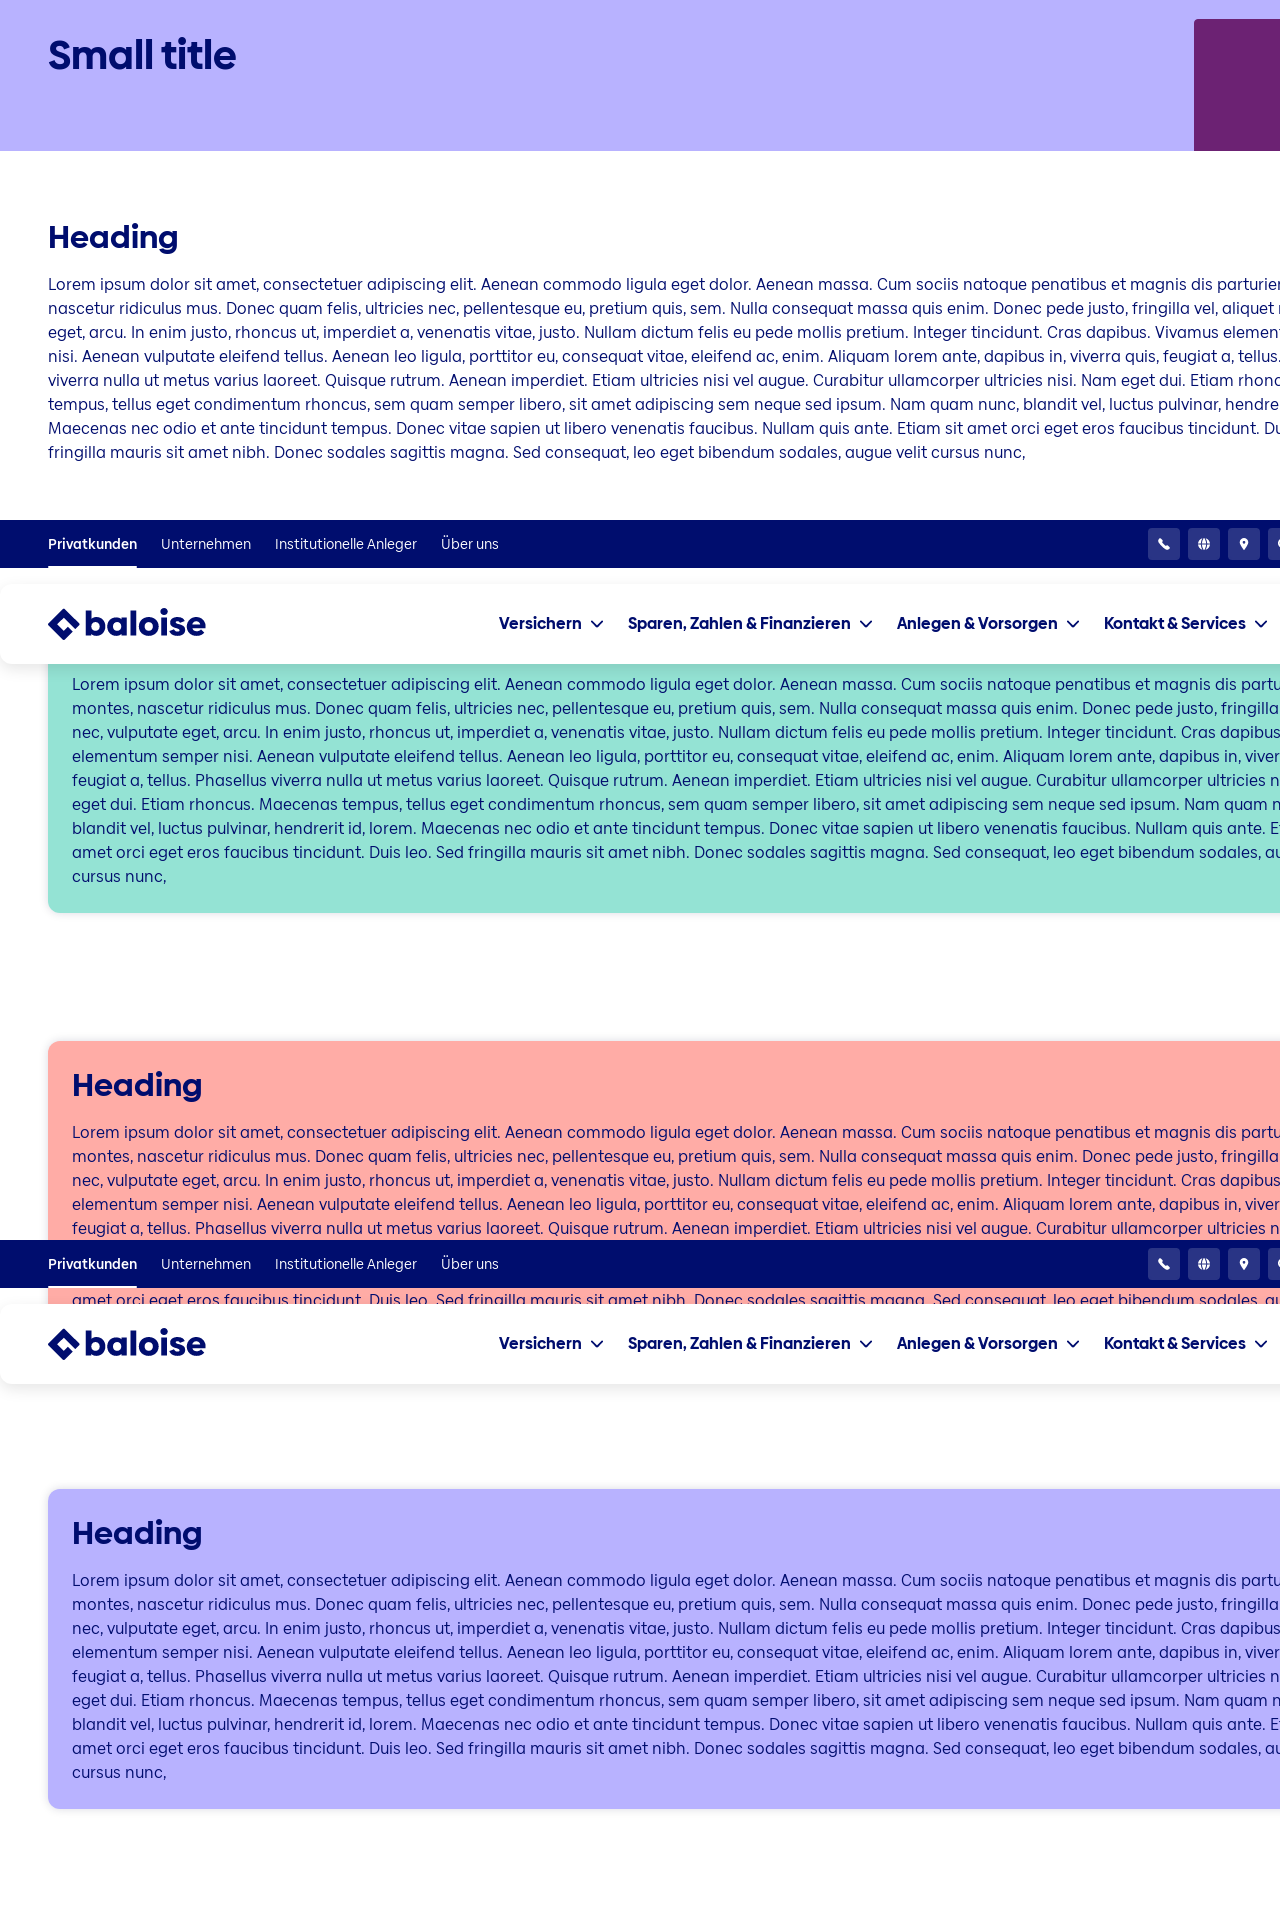 Small title
Heading
Lorem ipsum dolor sit amet, consectetuer adipiscing elit. Aenean commodo ligula eget dolor. Aenean massa. Cum sociis natoque penatibus et magnis dis
nascetur ridiculus mus. Donec quam felis, ultricies nec, pellentesque eu, pretium quis, sem. Nulla consequat massa quis enim. Donec pede justo, fringilla vel, aliquet
eget, arcu. In enim justo, rhoncus ut, imperdiet a, venenatis vitae, justo. Nullam dictum felis eu pede mollis pretium. Integer tincidunt. Cras dapibus. Vivamus
nisi. Aenean vulputate eleifend tellus. Aenean leo ligula, porttitor eu, consequat vitae, eleifend ac, enim. Aliquam lorem ante, dapibus in, viverra quis, feugiat a, tellus.
viverra nulla ut metus varius laoreet. Quisque rutrum. Aenean imperdiet. Etiam ultricies nisi vel augue. Curabitur ullamcorper ultricies nisi. Nam eget dui. Etiam
tempus, tellus eget condimentum rhoncus, sem quam semper libero, sit amet adipiscing sem neque sed ipsum. Nam quam nunc, blandit vel, luctus pulvinar,
Maecenas nec odio et ante tincidunt tempus. Donec vitae sapien ut libero venenatis faucibus. Nullam quis ante. Etiam sit amet orci eget eros faucibus tincidunt.
fringilla mauris sit amet nibh. Donec sodales sagittis magna. Sed consequat, leo eget bibendum sodales, augue velit cursus nunc,
Privatkunden Unternehmen Institutionelle Anleger Über uns
baloise Versichern Sparen, Zahlen & Finanzieren Anlegen & Vorsorgen Kontakt & Services
Lorem ipsum dolor sit amet, consectetuer adipiscing elit. Aenean commodo ligula eget dolor. Aenean massa. Cum sociis natoque penatibus et magnis dis
montes, nascetur ridiculus mus. Donec quam felis, ultricies nec, pellentesque eu, pretium quis, sem. Nulla consequat massa quis enim. Donec pede justo, fringilla
nec, vulputate eget, arcu. In enim justo, rhoncus ut, imperdiet a, venenatis vitae, justo. Nullam dictum felis eu pede mollis pretium. Integer tincidunt. Cras dapibus
elementum semper nisi. Aenean vulputate eleifend tellus. Aenean leo ligula, porttitor eu, consequat vitae, eleifend ac, enim. Aliquam lorem ante, dapibus in,
feugiat a, tellus. Phasellus viverra nulla ut metus varius laoreet. Quisque rutrum. Aenean imperdiet. Etiam ultricies nisi vel augue. Curabitur ullamcorper ultricies
eget dui. Etiam rhoncus. Maecenas tempus, tellus eget condimentum rhoncus, sem quam semper libero, sit amet adipiscing sem neque sed ipsum. Nam quam
blandit vel, luctus pulvinar, hendrerit id, lorem. Maecenas nec odio et ante tincidunt tempus. Donec vitae sapien ut libero venenatis faucibus. Nullam quis ante.
amet orci eget eros faucibus tincidunt. Duis leo. Sed fringilla mauris sit amet nibh. Donec sodales sagittis magna. Sed consequat, leo eget bibendum sodales,
cursus nunc,
Heading
Lorem ipsum dolor sit amet, consectetuer adipiscing elit. Aenean commodo ligula eget dolor. Aenean massa. Cum sociis natoque penatibus et magnis dis
montes, nascetur ridiculus mus. Donec quam felis, ultricies nec, pellentesque eu, pretium quis, sem. Nulla consequat massa quis enim. Donec pede justo, fringilla
nec, vulputate eget, arcu. In enim justo, rhoncus ut, imperdiet a, venenatis vitae, justo. Nullam dictum felis eu pede mollis pretium. Integer tincidunt. Cras dapibus
elementum semper nisi. Aenean vulputate eleifend tellus. Aenean leo ligula, porttitor eu, consequat vitae, eleifend ac, enim. Aliquam lorem ante, dapibus in,
feugiat a, tellus. Phasellus viverra nulla ut metus varius laoreet. Quisque rutrum. Aenean imperdiet. Etiam ultricies nisi vel augue. Curabitur ullamcorper ultricies
Privatkunden Unternehmen Institutionelle Anleger Über uns
amet orci eget eros faucibus tincidunt. Duis leo. Sed fringilla mauris sit amet nibh. Donec sodales sagittis magna. Sed consequat, leo eget bibendum sodales,
baloise Versichern Sparen, Zahlen & Finanzieren Anlegen & Vorsorgen Kontakt & Services
Heading
Lorem ipsum dolor sit amet, consectetuer adipiscing elit. Aenean commodo ligula eget dolor. Aenean massa. Cum sociis natoque penatibus et magnis dis
montes, nascetur ridiculus mus. Donec quam felis, ultricies nec, pellentesque eu, pretium quis, sem. Nulla consequat massa quis enim. Donec pede justo, fringilla
nec, vulputate eget, arcu. In enim justo, rhoncus ut, imperdiet a, venenatis vitae, justo. Nullam dictum felis eu pede mollis pretium. Integer tincidunt. Cras dapibus
elementum semper nisi. Aenean vulputate eleifend tellus. Aenean leo ligula, porttitor eu, consequat vitae, eleifend ac, enim. Aliquam lorem ante, dapibus in,
feugiat a, tellus. Phasellus viverra nulla ut metus varius laoreet. Quisque rutrum. Aenean imperdiet. Etiam ultricies nisi vel augue. Curabitur ullamcorper ultricies
eget dui. Etiam rhoncus. Maecenas tempus, tellus eget condimentum rhoncus, sem quam semper libero, sit amet adipiscing sem neque sed ipsum. Nam quam
blandit vel, luctus pulvinar, hendrerit id, lorem. Maecenas nec odio et ante tincidunt tempus. Donec vitae sapien ut libero venenatis faucibus. Nullam quis ante.
amet orci eget eros faucibus tincidunt. Duis leo. Sed fringilla mauris sit amet nibh. Donec sodales sagittis magna. Sed consequat, leo eget bibendum sodales,
cursus nunc,